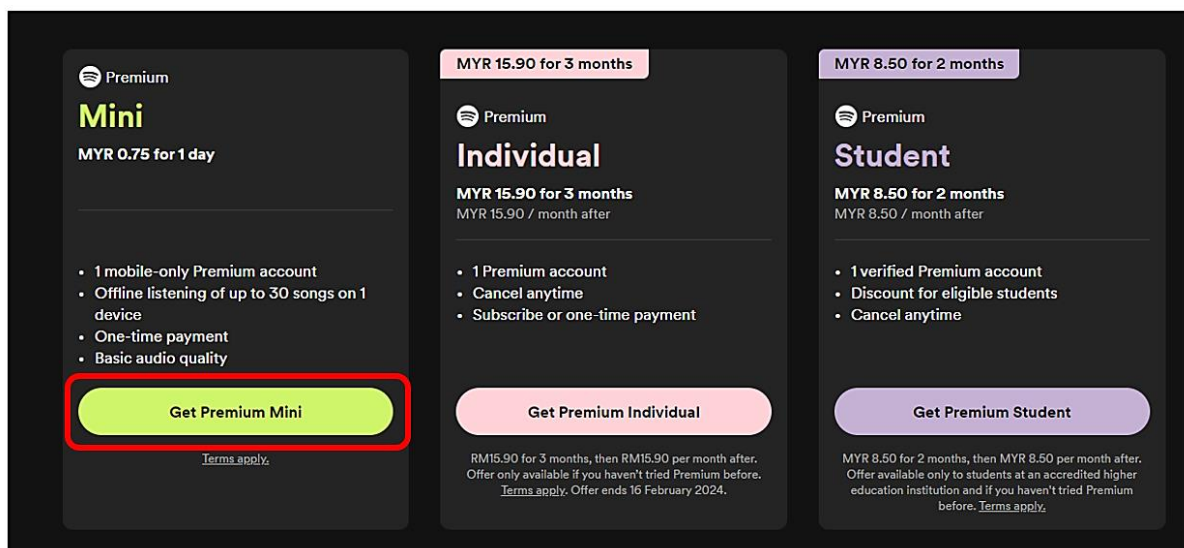 Premium
Mini
MYR 0.75 for 1 day
• 1 mobile-only Premium account
• Offline listening of up to 30 songs on 1
device
• One-time payment
• Basic audio quality
Get Premium Mini
Terms apply.
MYR 15.90 for 3 months
Premium
Individual
MYR 15.90 for 3 months
MYR 15.90 / month after
• 1 Premium account
• Cancel anytime
• Subscribe or one-time payment
Get Premium Individual
RM15.90 for 3 months, then RM15.90 per month after.
Offer only available if you haven't tried Premium before.
Terms apply. Offer ends 16 February 2024.
MYR 8.50 for 2 months
Premium
Student
MYR 8.50 for 2 months
MYR 8.50 / month after
• 1 verified Premium account
• Discount for eligible students
• Cancel anytime
Get Premium Student
MYR 8.50 for 2 months, then MYR 8.50 per month after.
Offer available only to students at an accredited higher
education institution and if you haven't tried Premium
before. Terms apply.